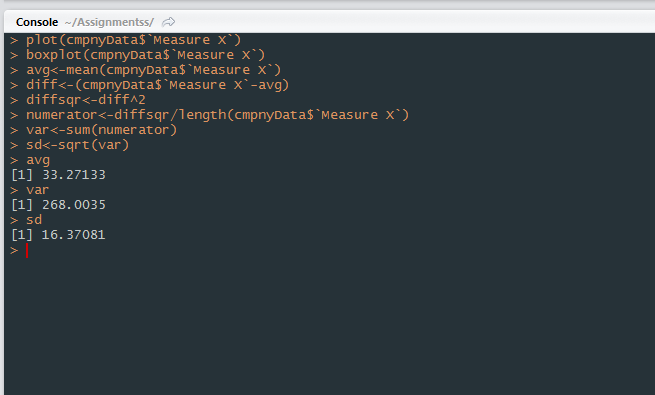 Console ~/Assignmentss/
> plot(cmpnyData$`Measure X`)
> boxplot(cmpnyData$`Measure X`)
> avg<-mean(cmpnyData$`Measure X`)
> diff<-(cmpnyData$`Measure X`-avg)
> diffsqr<-diff^2
> numerator<-diffsqr/length(cmpnyData$`Measure X`)
> var<-sum(numerator)
> sd<-sqrt(var)
> avg
[1] 33.27133
> var
[1] 268.0035
> sd
[1] 16.37081
>